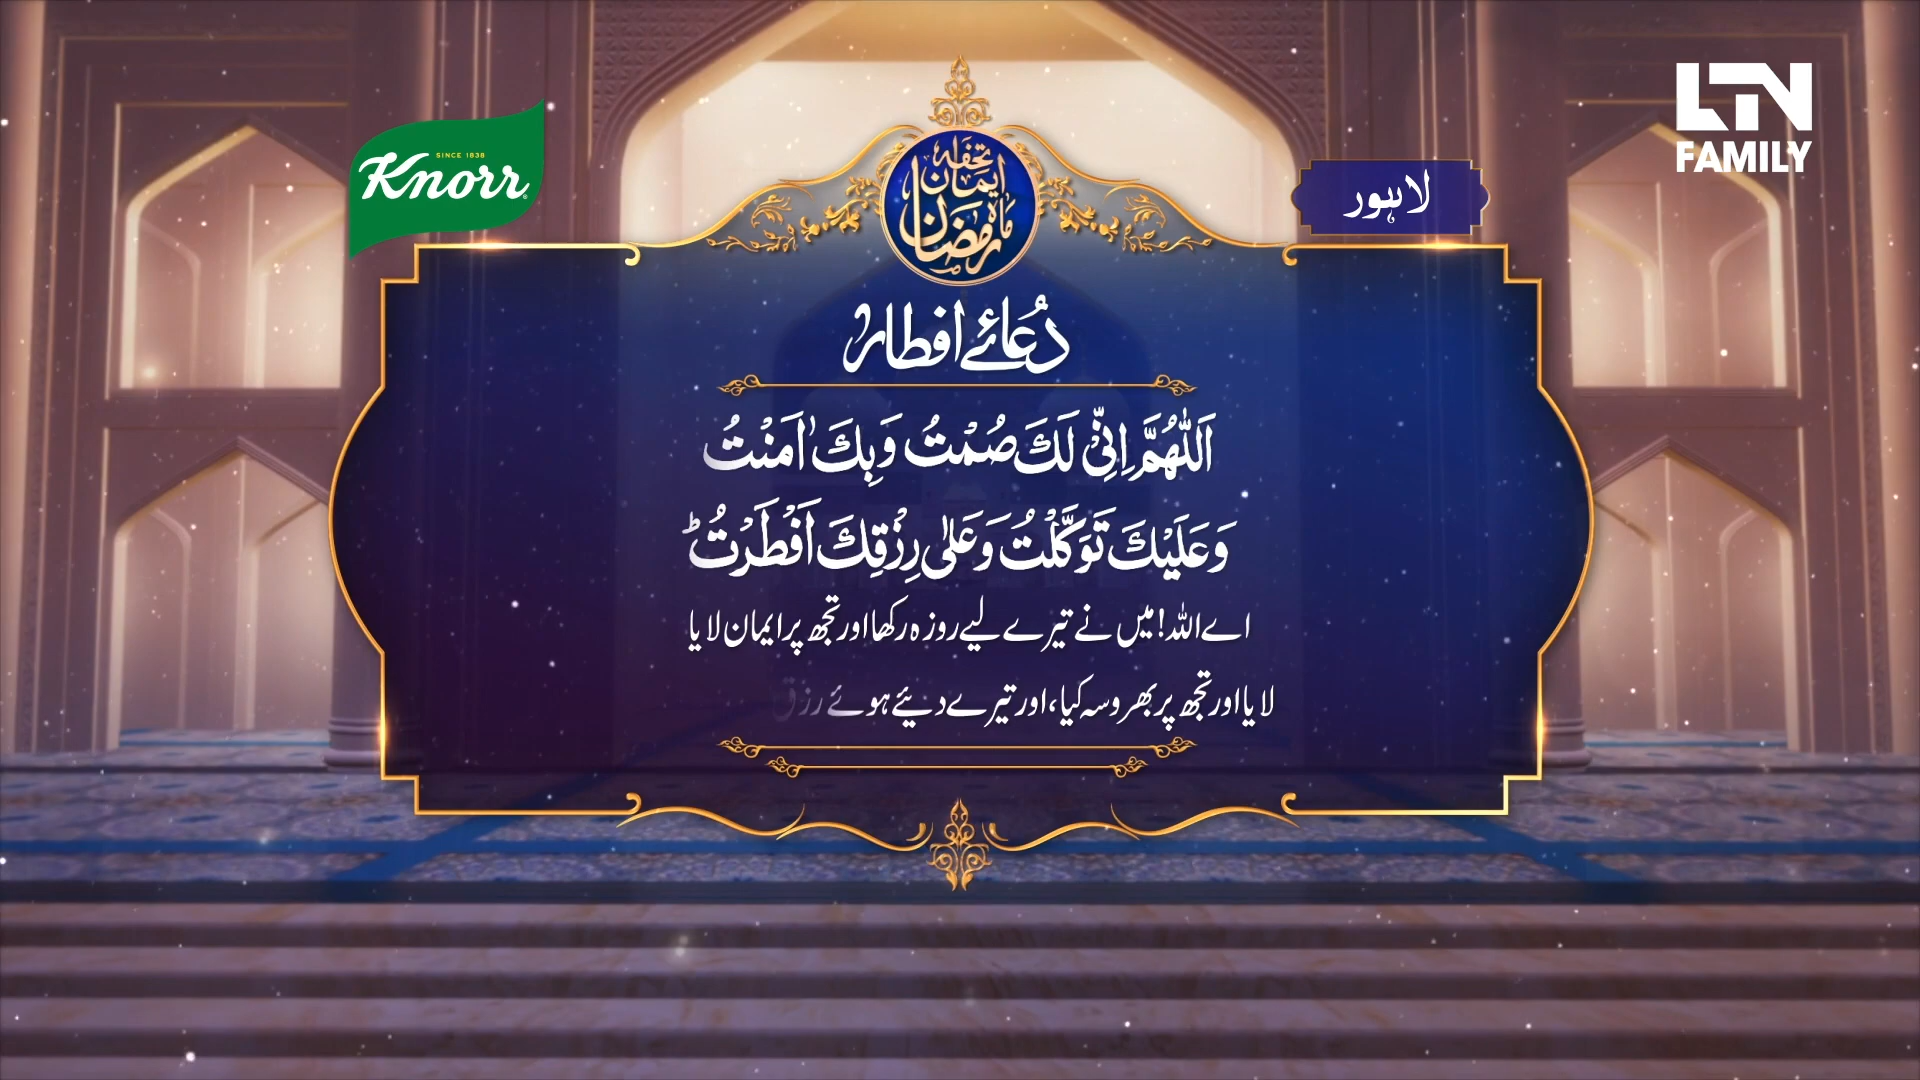 SINCE 1838
Knorr
LTN
FAMILY
لاہور
تحفہ
ایمان
ماہ رمضان
دُعائے افطار
اَللّٰهُمَّ اِنِّیْ لَکَ صُمْتُ وَبِکَ اٰمَنْتُ
وَعَلَیْکَ تَوَکَّلْتُ وَعَلٰی رِزْقِکَ اَفْطَرْتُ ؕ
اے اللہ! میں نے تیرے لیے روزہ رکھا اور تجھ پر ایمان لایا
لایا اور تجھ پر بھروسہ کیا، اور تیرے دیئے ہوئے رزق